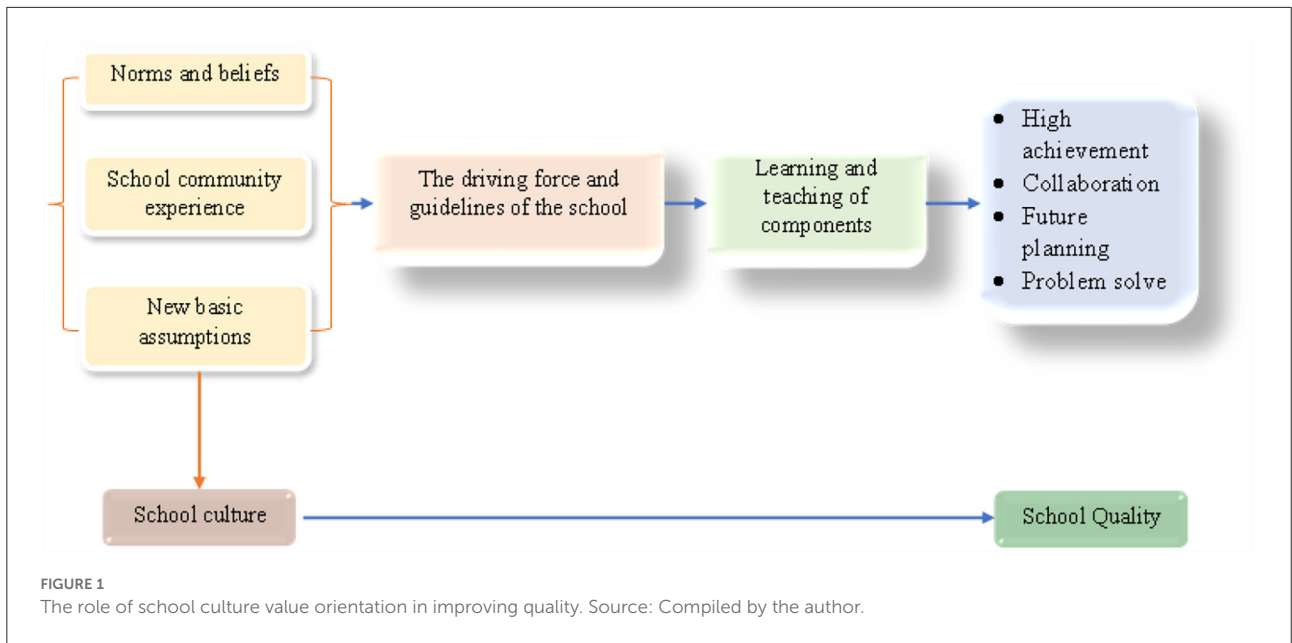 Norms and beliefs
School community
experience
New basic
assumptions
The driving force and
guidelines of the school
Learning and
teaching of
components
• High
achievement
• Collaboration
• Future
planning
• Problem solve
School culture
School Quality
FIGURE 1
The role of school culture value orientation in improving quality. Source: Compiled by the author.